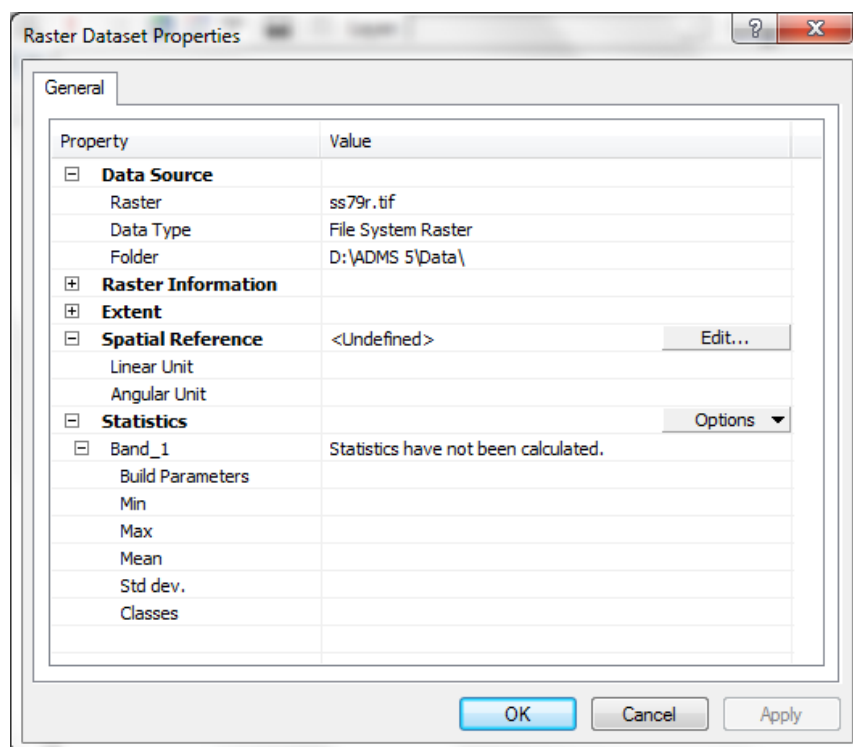 Raster Dataset Properties
General
Property Value
Data Source
Raster ss79r.tif
Data Type File System Raster
Folder D:\ADMS 5\Data\
Raster Information
Extent
Spatial Reference <Undefined> Edit...
Linear Unit
Angular Unit
Statistics Options
Band_1 Statistics have not been calculated.
Build Parameters
Min
Max
Mean
Std dev.
Classes
OK Cancel Apply